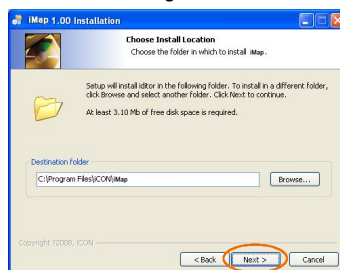 iMap 1.00 Installation
Choose Install Location
Choose the folder in which to install iMap.
Setup will install iditor in the following folder. To install in a different folder,
click Browse and select another folder. Click Next to continue.
At least 3.10 Mb of free disk space is required.
Destination folder
C:\Program Files\ICON\iMap
Browse...
Copyright ?2008, ICON
< Back
Next >
Cancel